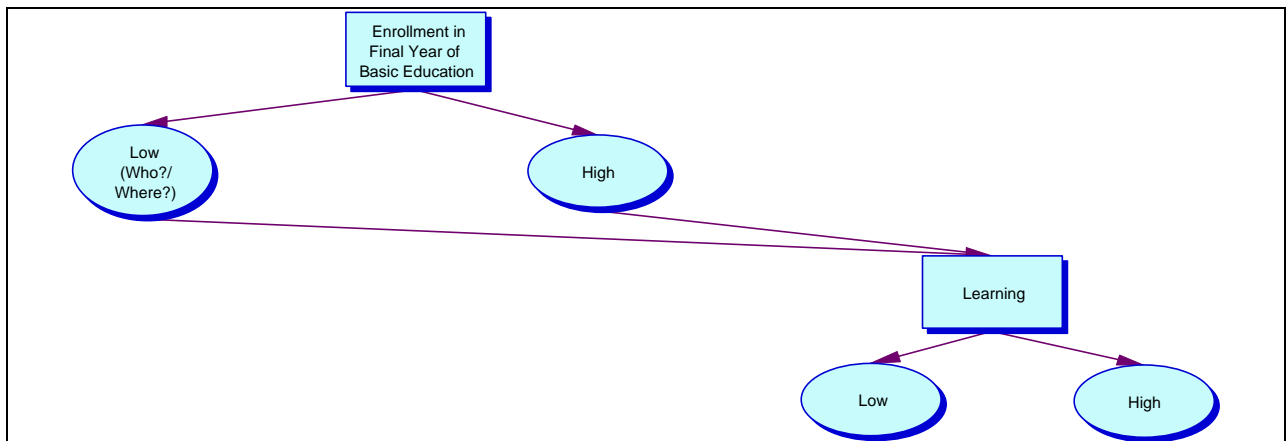 Enrollment in
Final Year of
Basic Education
Low
(Who?/
Where?)
High
Learning
Low
High